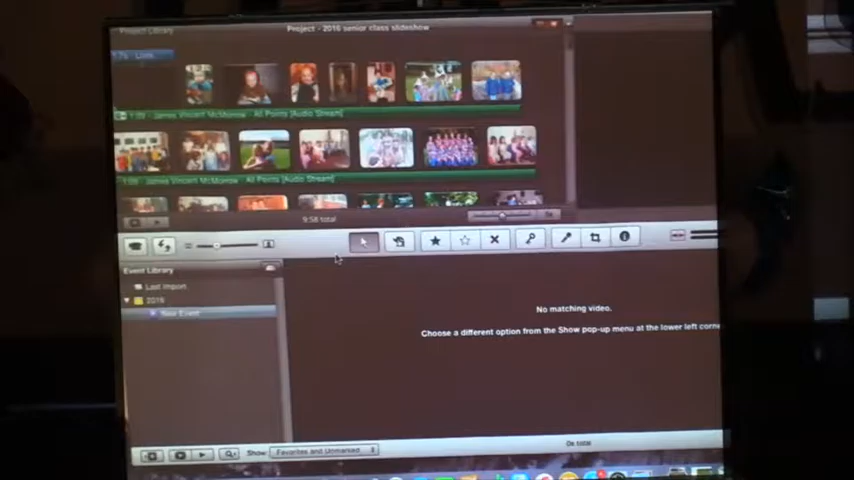 Project Library
Project - 2016 senior class slideshow
1:09 - James Vincent McMorrow - All Points [Audio Stream]
1:09 - James Vincent McMorrow - All Points [Audio Stream]
9:58 total
Event Library
Last Import
2016
New Event
No matching video.
Choose a different option from the Show pop-up menu at the lower left corne
Show: Favorites and Unmarked
0s total